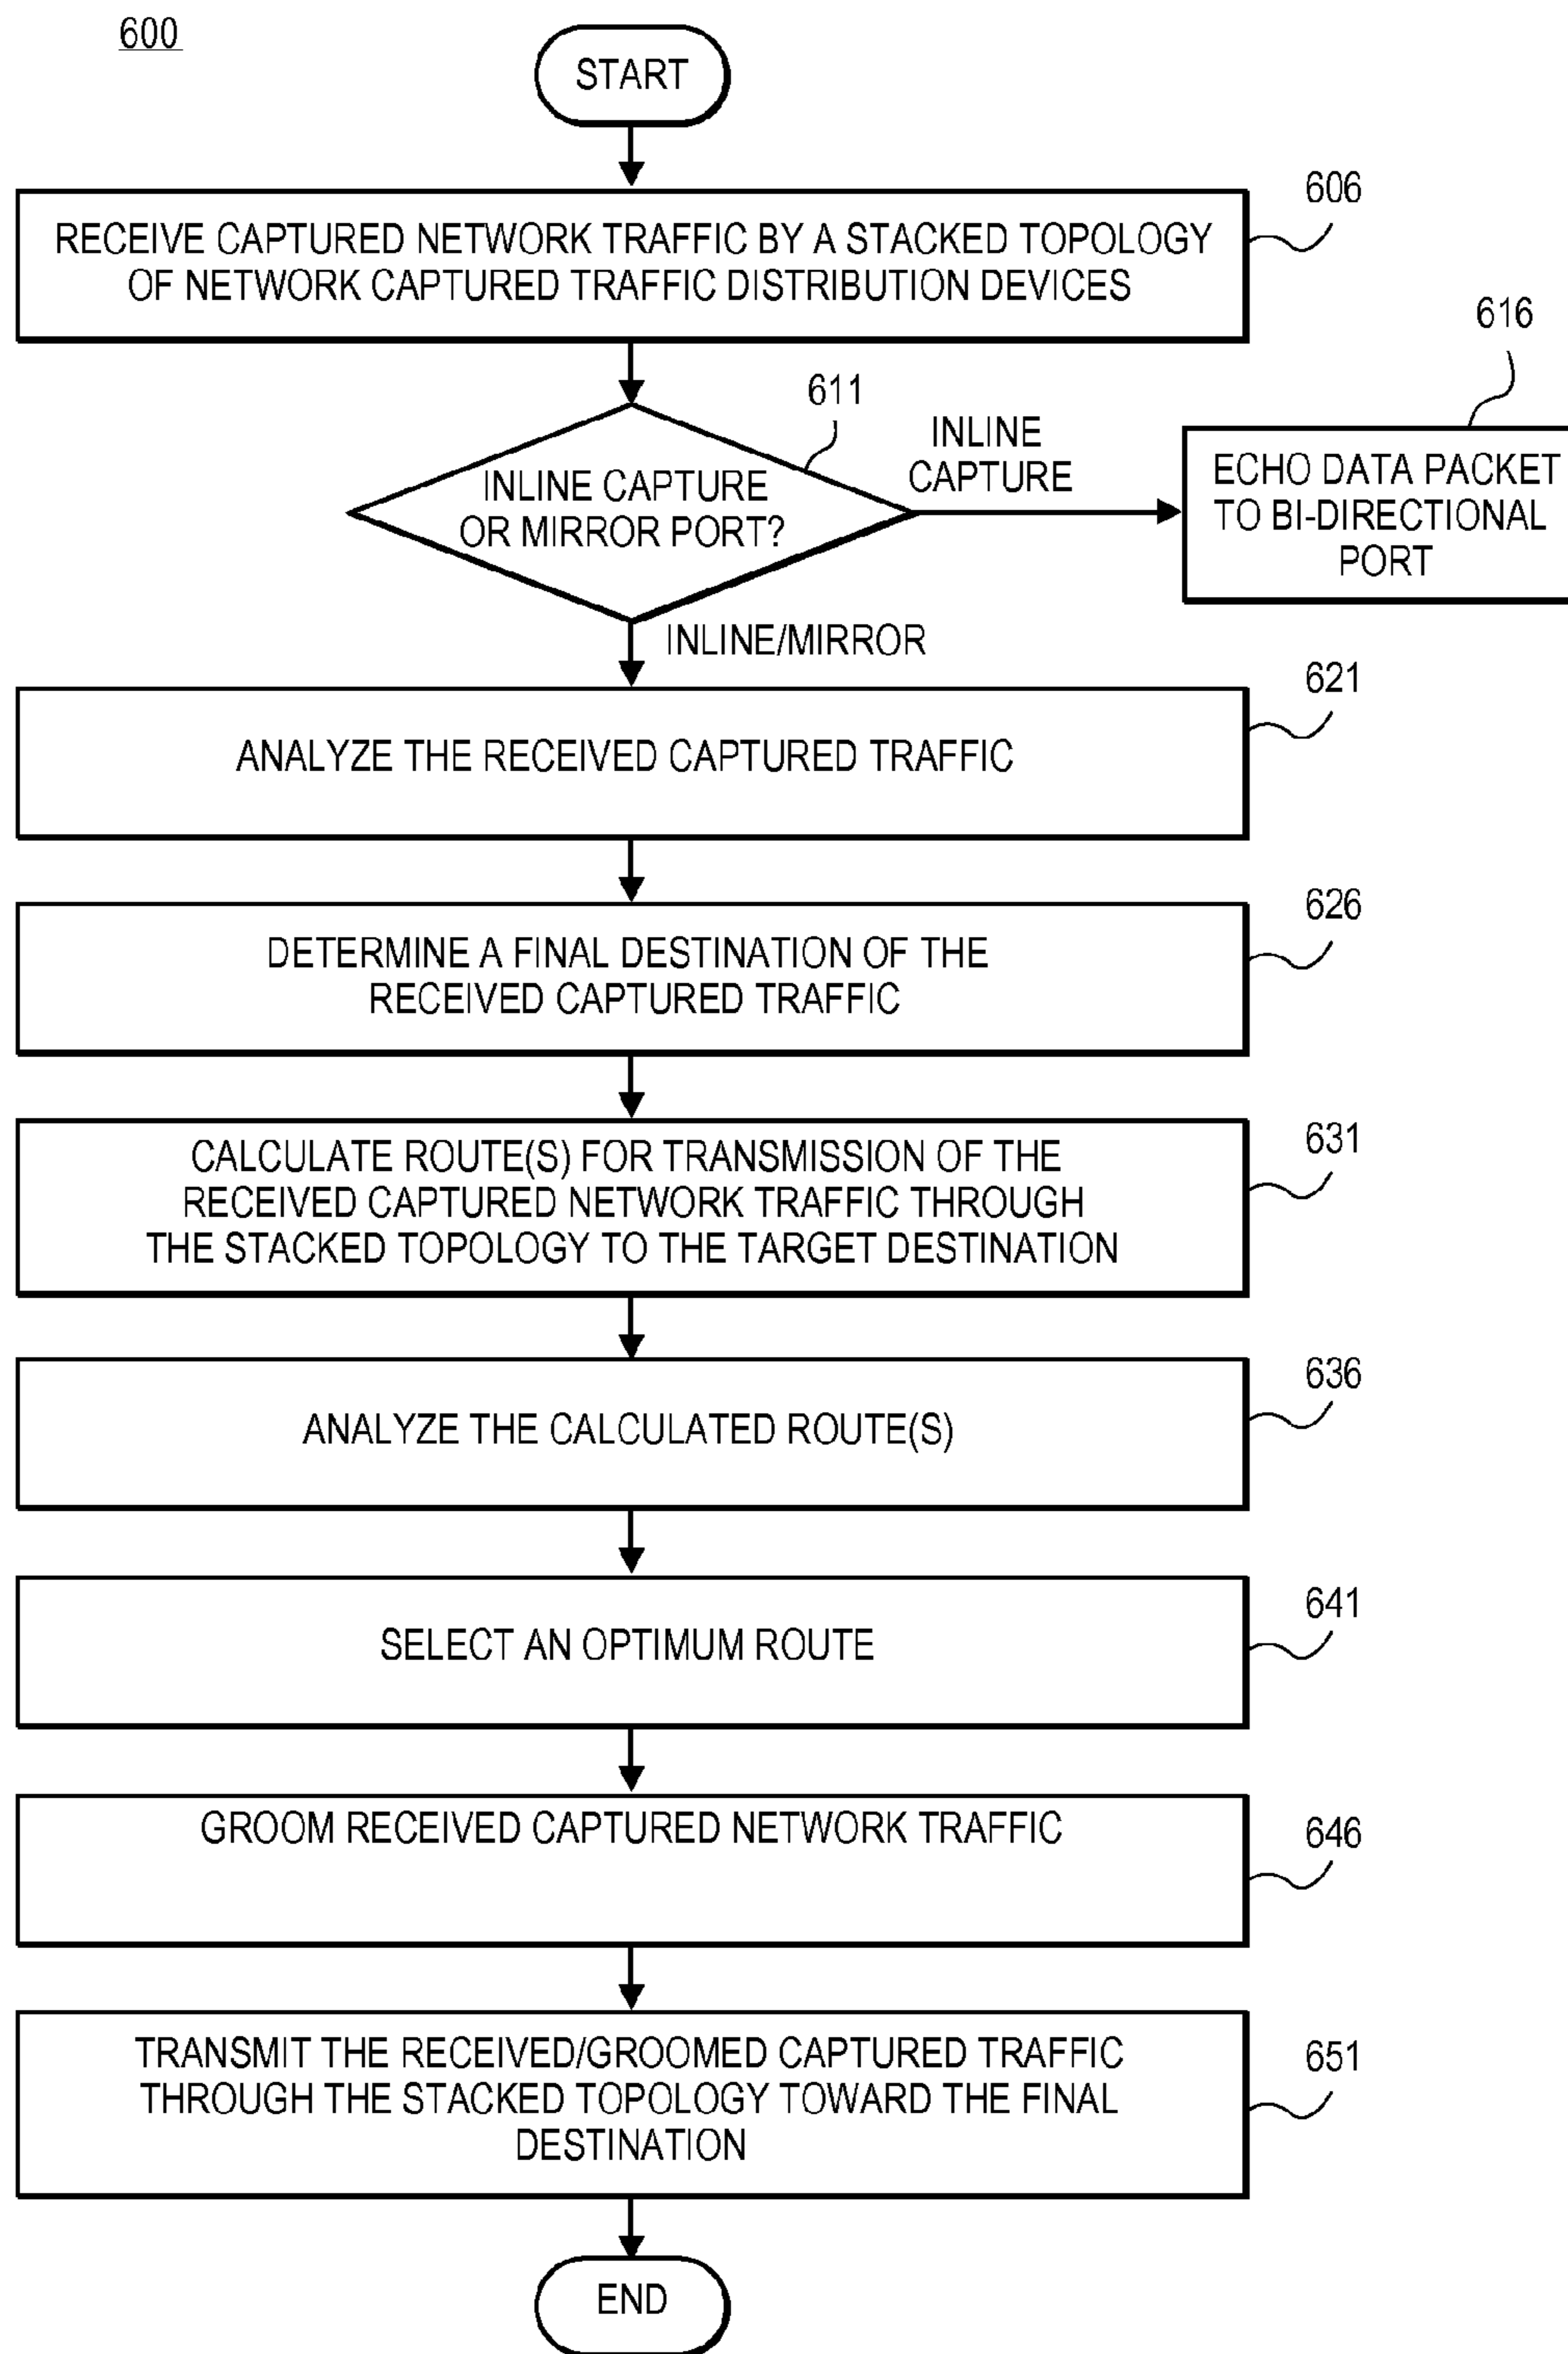 600
START
606
RECEIVE CAPTURED NETWORK TRAFFIC BY A STACKED TOPOLOGY
OF NETWORK CAPTURED TRAFFIC DISTRIBUTION DEVICES
611
INLINE CAPTURE
OR MIRROR PORT?
INLINE
CAPTURE
616
ECHO DATA PACKET
TO BI-DIRECTIONAL
PORT
INLINE/MIRROR
621
ANALYZE THE RECEIVED CAPTURED TRAFFIC
626
DETERMINE A FINAL DESTINATION OF THE
RECEIVED CAPTURED TRAFFIC
631
CALCULATE ROUTE(S) FOR TRANSMISSION OF THE
RECEIVED CAPTURED NETWORK TRAFFIC THROUGH
THE STACKED TOPOLOGY TO THE TARGET DESTINATION
636
ANALYZE THE CALCULATED ROUTE(S)
641
SELECT AN OPTIMUM ROUTE
646
GROOM RECEIVED CAPTURED NETWORK TRAFFIC
651
TRANSMIT THE RECEIVED/GROOMED CAPTURED TRAFFIC
THROUGH THE STACKED TOPOLOGY TOWARD THE FINAL
DESTINATION
END